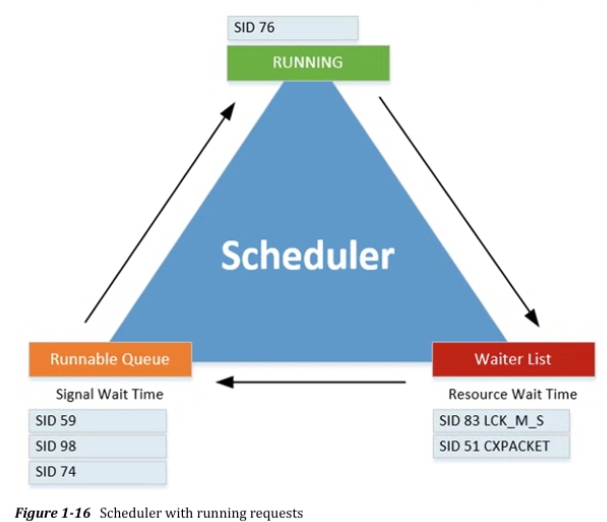 SID 76
RUNNING
Scheduler
Runnable Queue
Signal Wait Time
SID 59
SID 98
SID 74
Waiter List
Resource Wait Time
SID 83 LCK_M_S
SID 51 CXPACKET
Figure 1-16 Scheduler with running requests